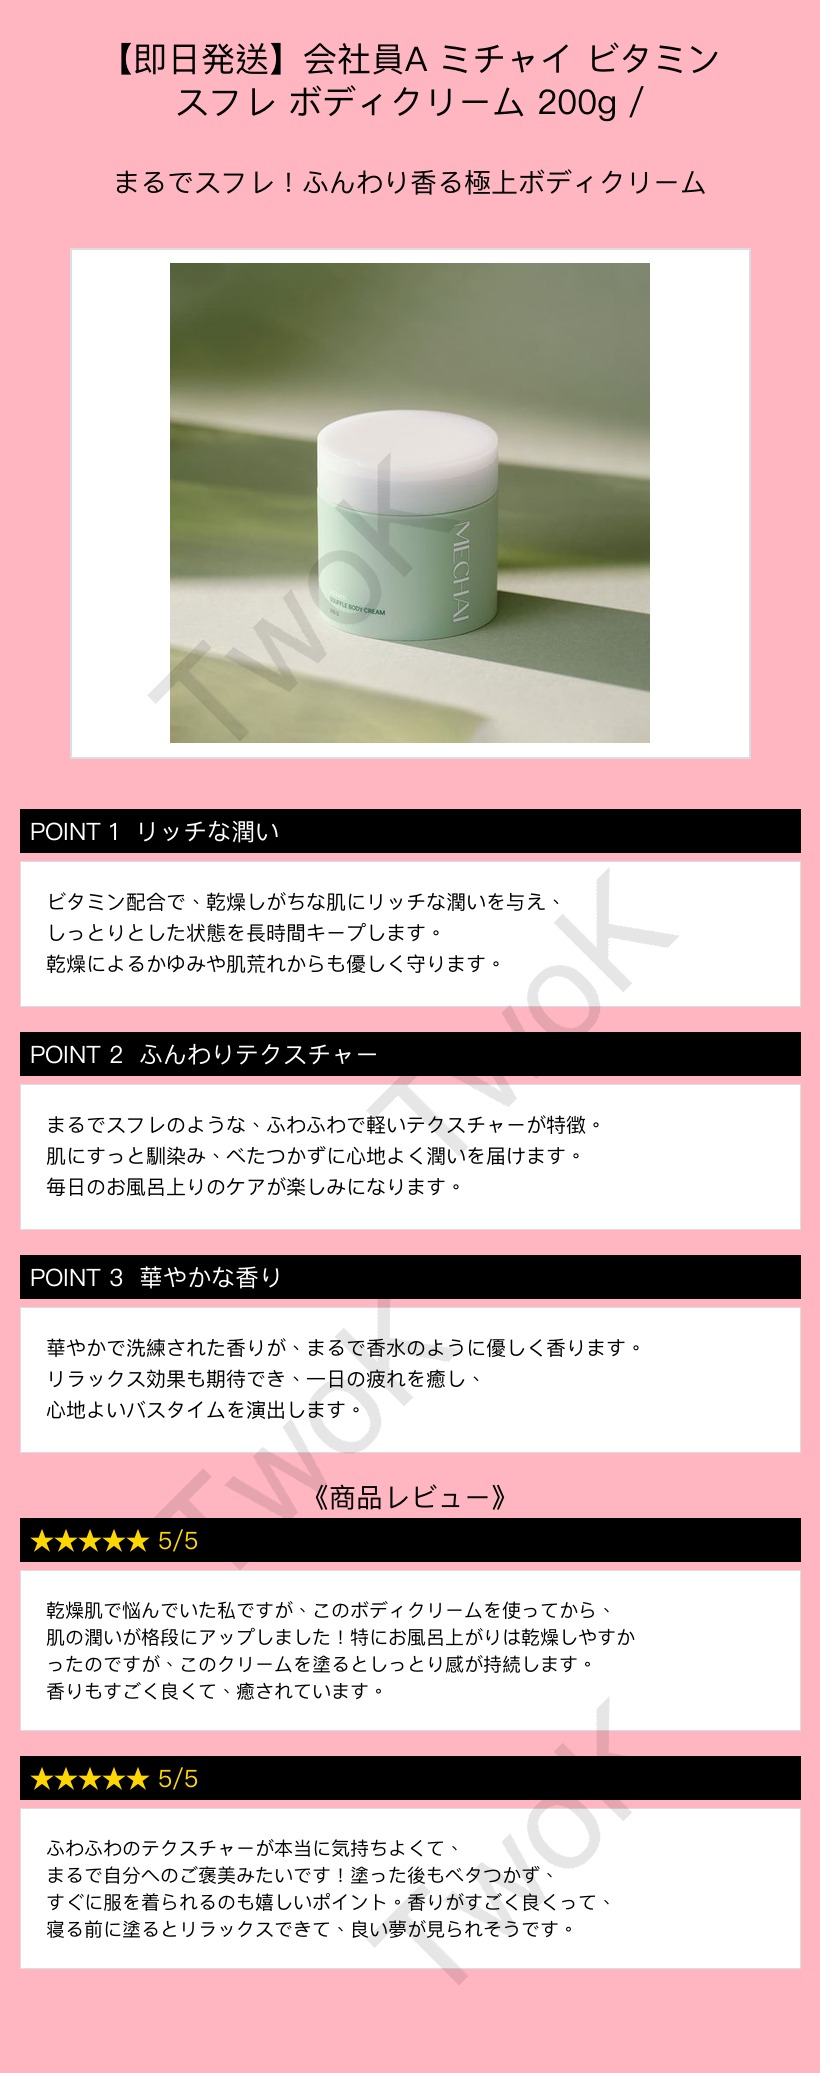 【即日発送】会社員A ミチャイ ビタミン
スフレ ボディクリーム 200g /
まるでスフレ！ふんわり香る極上ボディクリーム
MECHAI
SOUFFLE BODY CREAM
TwoK
POINT 1 リッチな潤い
ビタミン配合で、乾燥しがちな肌にリッチな潤いを与え、
しっとりとした状態を長時間キープします。
乾燥によるかゆみや肌荒れからも優しく守ります。
TwoK
POINT 2 ふんわりテクスチャー
まるでスフレのような、ふわふわで軽いテクスチャーが特徴。
肌にすっと馴染み、べたつかずに心地よく潤いを届けます。
毎日のお風呂上りのケアが楽しみになります。
POINT 3 華やかな香り
華やかで洗練された香りが、まるで香水のように優しく香ります。
リラックス効果も期待でき、一日の疲れを癒し、
心地よいバスタイムを演出します。
TwoK
《商品レビュー》
★★★★★ 5/5
乾燥肌で悩んでいた私ですが、このボディクリームを使ってから、
肌の潤いが格段にアップしました！特にお風呂上がりは乾燥しやすか
ったのですが、このクリームを塗るとしっとり感が持続します。
香りもすごく良くて、癒されています。
★★★★★ 5/5
ふわふわのテクスチャーが本当に気持ちよくて、
まるで自分へのご褒美みたいです！塗った後もベタつかず、
すぐに服を着られるのも嬉しいポイント。香りがすごく良くって、
寝る前に塗るとリラックスできて、良い夢が見られそうです。
TwoK